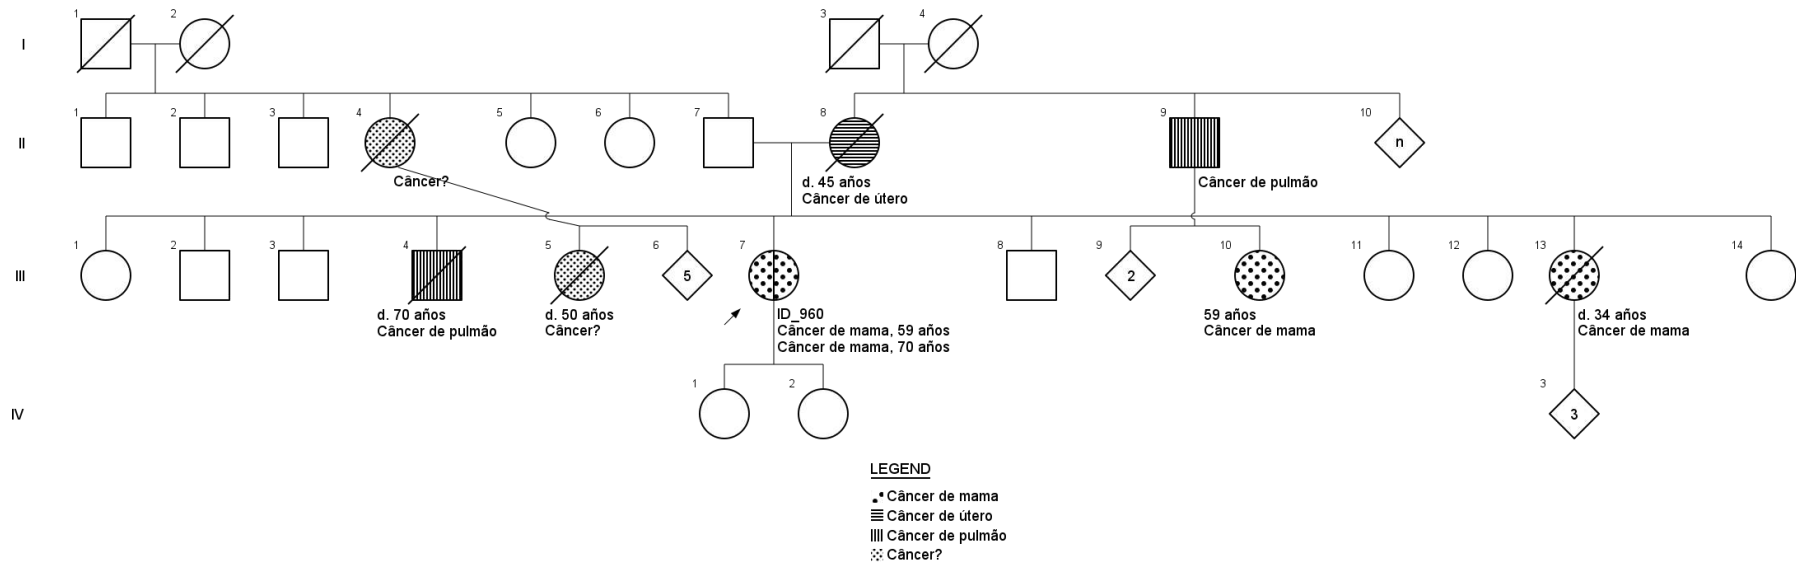 1 2 3 4
I
1 2 3 4 5 6 7 8 9 10
II
n
Câncer?
d. 45 años
Câncer de útero
Câncer de pulmão
1 2 3 4 5 6 7 8 9 10 11 12 13 14
III
5 2
d. 70 años
Câncer de pulmão
d. 50 años
Câncer?
ID_960
Câncer de mama, 59 años
Câncer de mama, 70 años
59 años
Câncer de mama
d. 34 años
Câncer de mama
1 2 3
IV
3
LEGEND
Câncer de mama
Câncer de útero
Câncer de pulmão
Câncer?